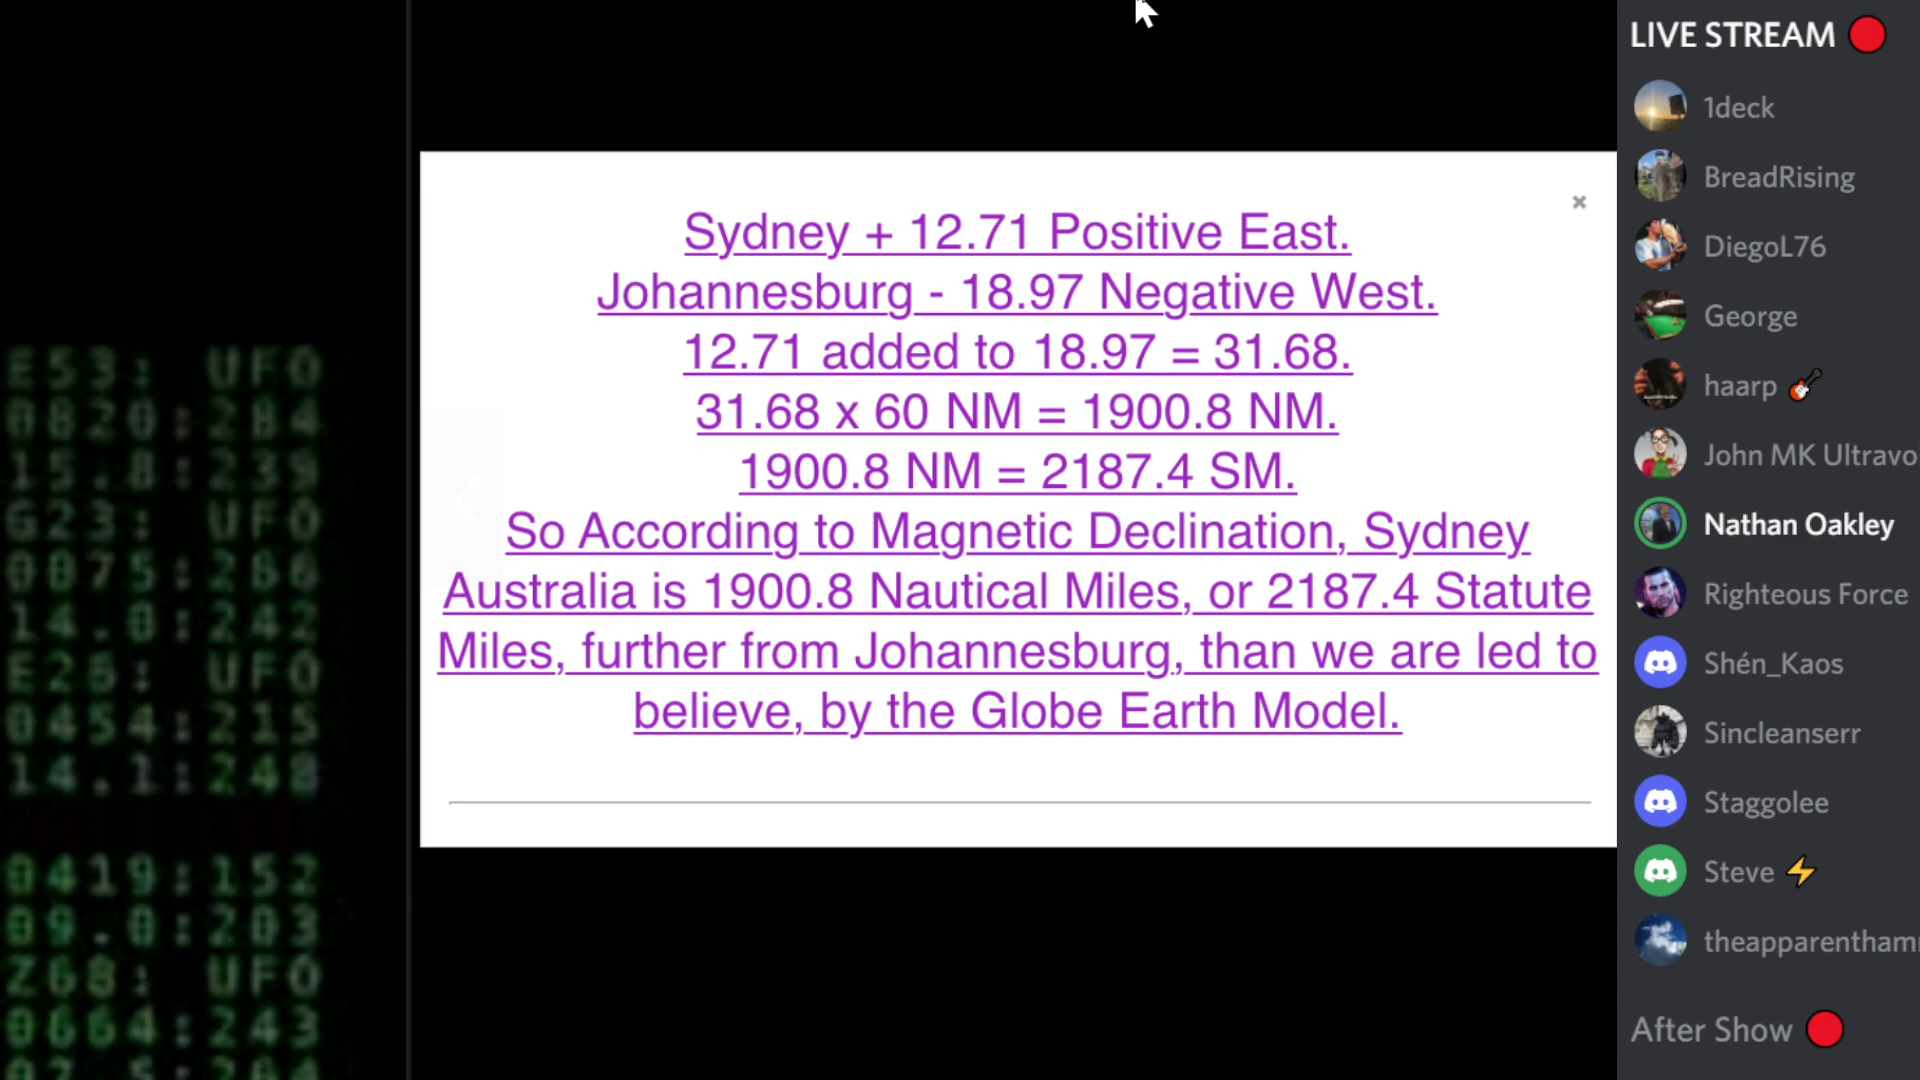 E53: UFO
0820:284
15.8:239
G23: UFO
0075:266
14.0:242
E25: UFO
0454:215
14.1:248
0419:152
09.0:203
Z68: UFO
0664:243
Sydney + 12.71 Positive East.
Johannesburg - 18.97 Negative West.
12.71 added to 18.97 = 31.68.
31.68 x 60 NM = 1900.8 NM.
1900.8 NM = 2187.4 SM.
So According to Magnetic Declination, Sydney
Australia is 1900.8 Nautical Miles, or 2187.4 Statute
Miles, further from Johannesburg, than we are led to
believe, by the Globe Earth Model.
LIVE STREAM
1deck
BreadRising
DiegoL76
George
haarp
John MK Ultravo
Nathan Oakley
Righteous Force
Shén_Kaos
Sincleanserr
Staggolee
Steve
theapparentham
After Show